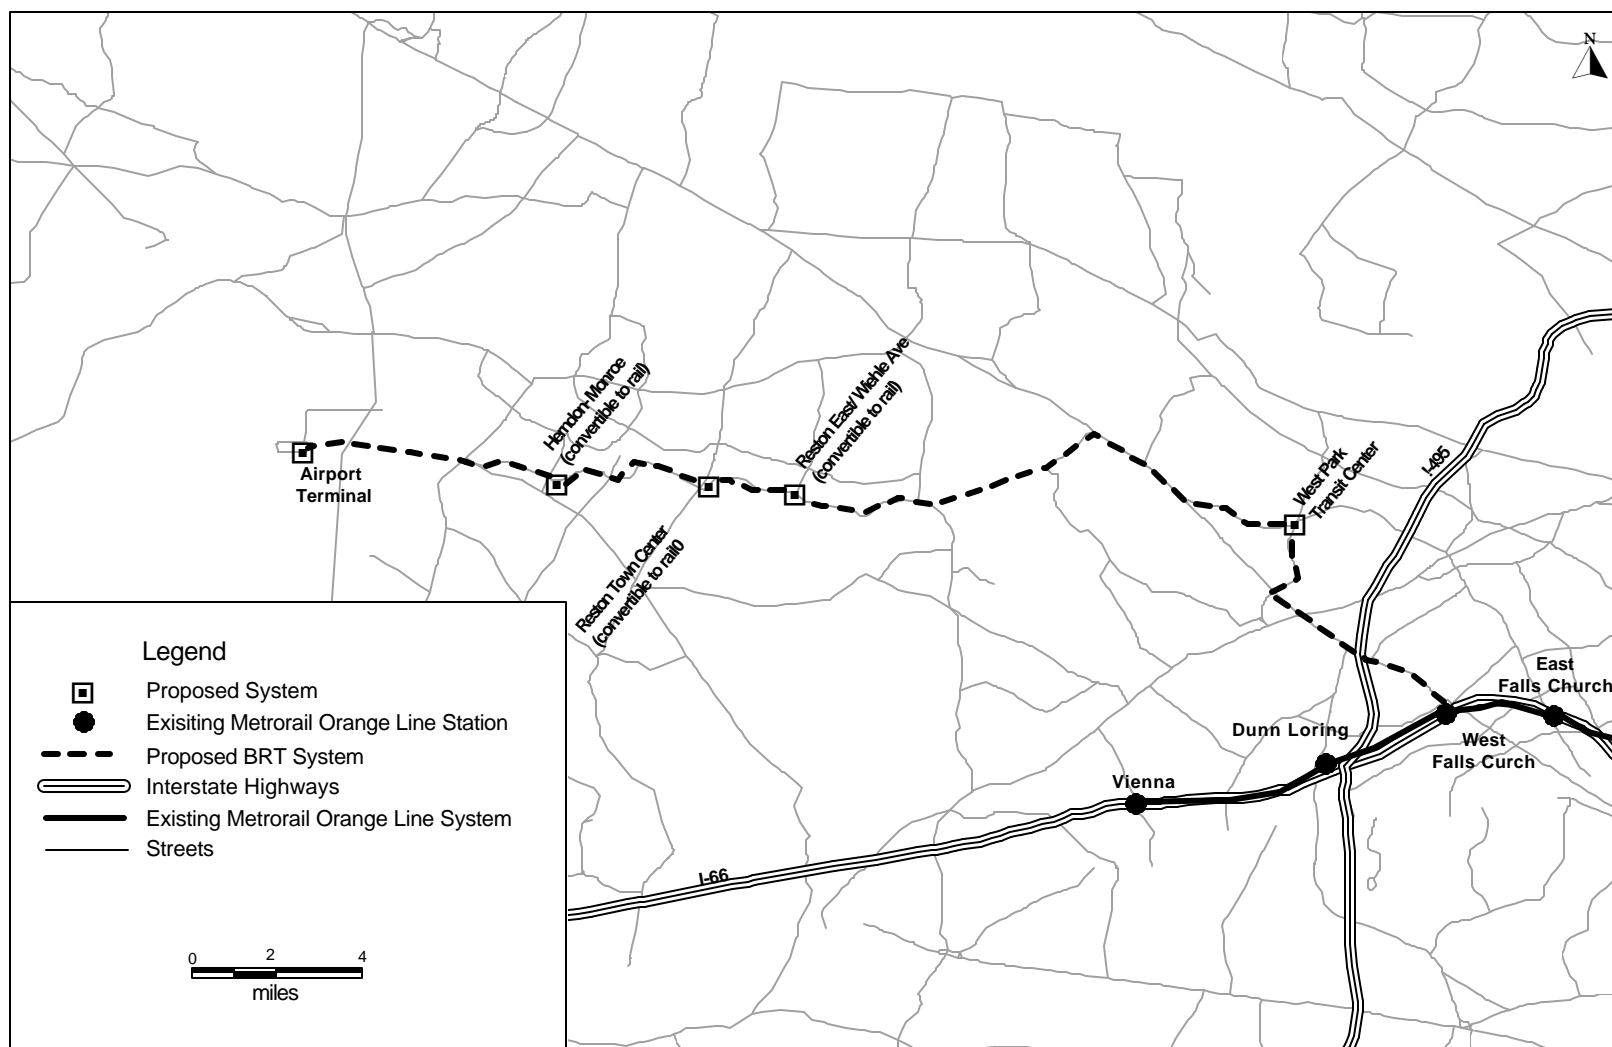 N
Herndon-Monroe
(convertible to rail)
Reston East/ Wiehle Ave
(convertible to rail)
West Park
Transit Center
I-495
Airport
Terminal
Reston Town Center
(convertible to rail0
East
Falls Church
Dunn Loring
West
Falls Curch
Vienna
I-66
Legend
Proposed System
Exisiting Metrorail Orange Line Station
Proposed BRT System
Interstate Highways
Existing Metrorail Orange Line System
Streets
0 2 4
miles